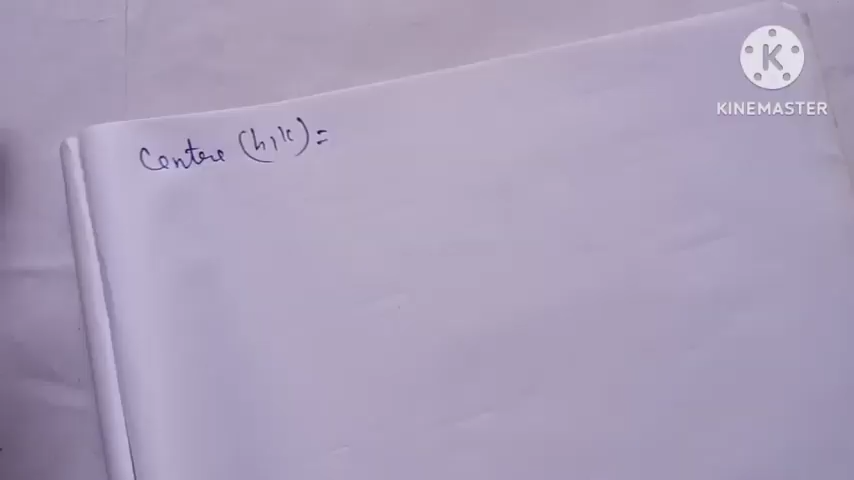 Centre (h,k) =
K
KINEMASTER